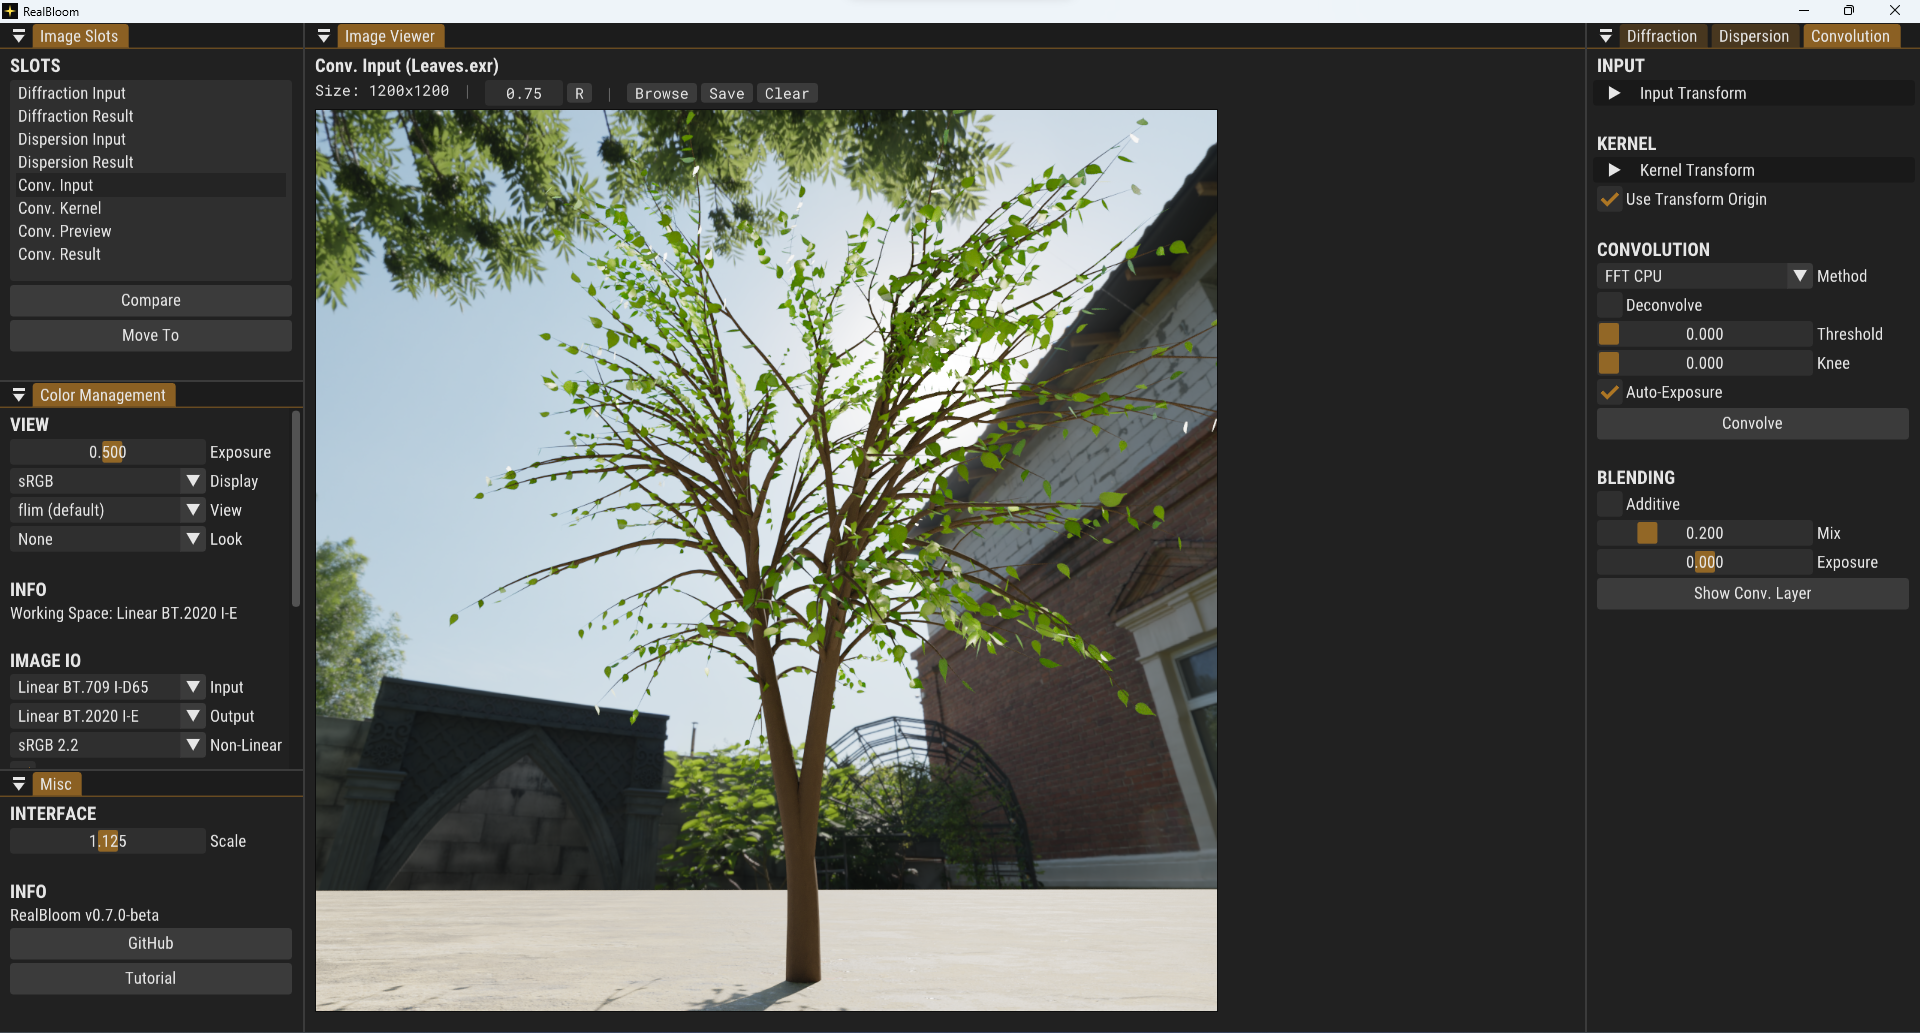 RealBloom
Image Slots
SLOTS
Diffraction Input
Diffraction Result
Dispersion Input
Dispersion Result
Conv. Input
Conv. Kernel
Conv. Preview
Conv. Result
Compare
Move To
Color Management
VIEW
0.500 Exposure
sRGB Display
flim (default) View
None Look
INFO
Working Space: Linear BT.2020 I-E
IMAGE IO
Linear BT.709 I-D65 Input
Linear BT.2020 I-E Output
sRGB 2.2 Non-Linear
Misc
INTERFACE
1.125 Scale
INFO
RealBloom v0.7.0-beta
GitHub
Tutorial
Image Viewer
Conv. Input (Leaves.exr)
Size: 1200x1200 | 0.75 R | Browse Save Clear
Diffraction Dispersion Convolution
INPUT
Input Transform
KERNEL
Kernel Transform
Use Transform Origin
CONVOLUTION
FFT CPU Method
Deconvolve
0.000 Threshold
0.000 Knee
Auto-Exposure
Convolve
BLENDING
Additive
0.200 Mix
0.000 Exposure
Show Conv. Layer